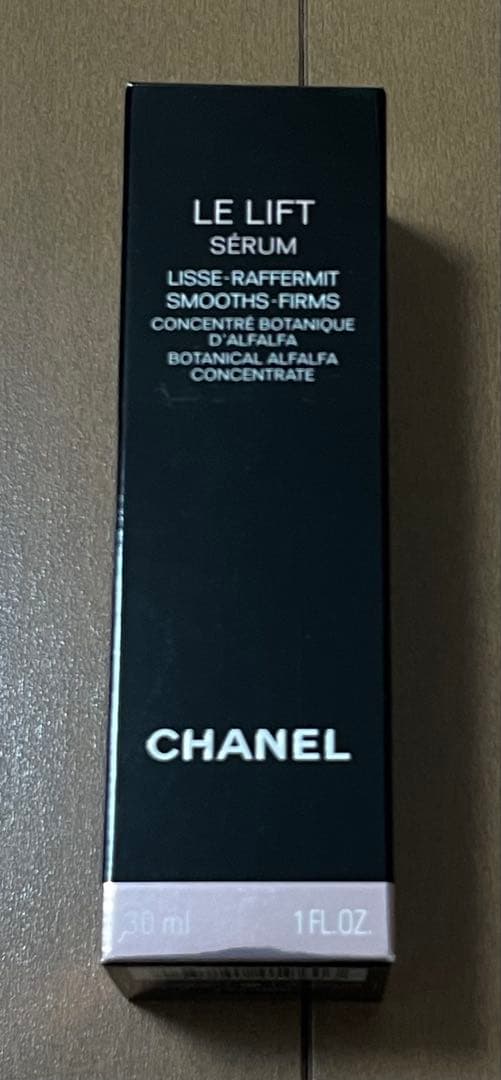 LE LIFT
SÉRUM
LISSE-RAFFERMIT
SMOOTHS-FIRMS
CONCENTRÉ BOTANIQUE
D'ALFALFA
BOTANICAL ALFALFA
CONCENTRATE
CHANEL
30 ml 1 FL.OZ.